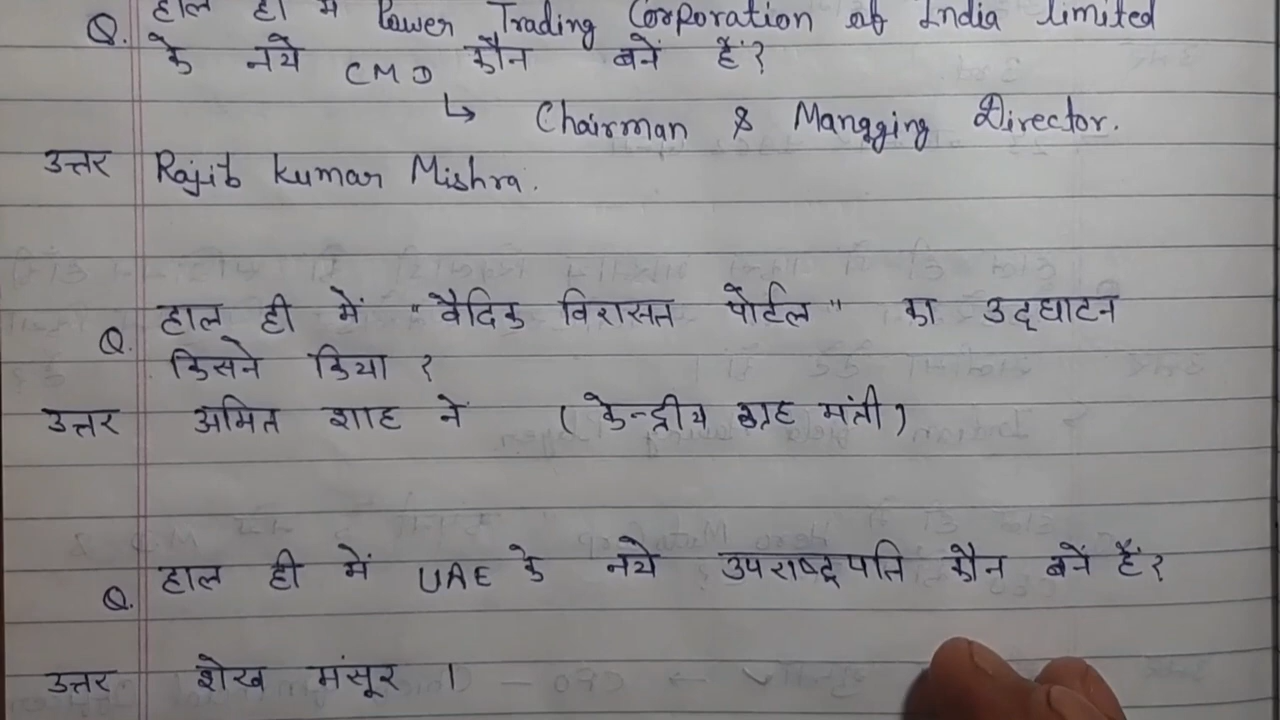 Q. हाल ही में Power Trading Corporation of India limited
के नये CMD कौन बनें हैं?
↳ Chairman & Managing Director.
उत्तर Rajib Kumar Mishra.
Q. हाल ही में "वैदिक विरासत पोर्टल" का उद्घाटन
किसने किया ?
उत्तर अमित शाह ने (केन्द्रीय ग्रह मंत्री)
Q. हाल ही में UAE के नये उपराष्ट्रपति कौन बनें हैं?
उत्तर शेख मंसूर ।